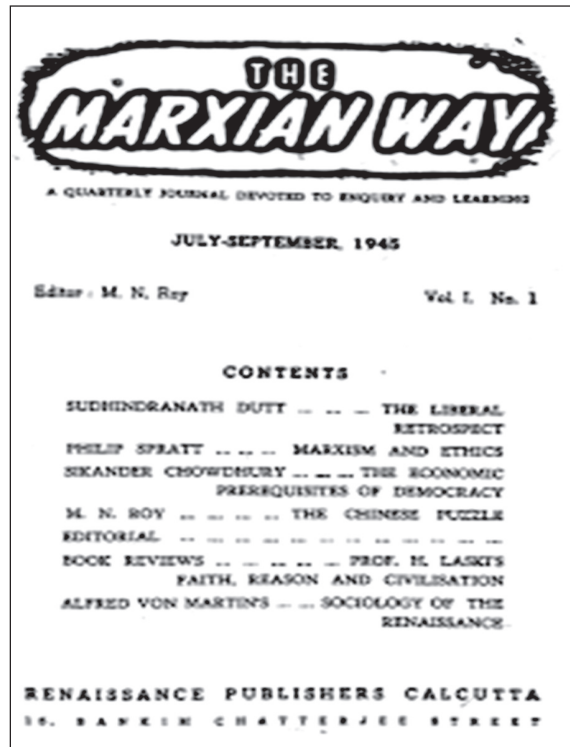 THE
MARXIAN WAY
A QUARTERLY JOURNAL DEVOTED TO ENQUIRY AND LEARNING
JULY-SEPTEMBER, 1945
Editor : M. N. Roy Vol. I. No. 1
CONTENTS
SUDHINDRANATH DUTT ... ... ... THE LIBERAL
RETROSPECT
PHILIP SPRATT ... ... ... MARXISM AND ETHICS
SIKANDER CHOWDHURY ... ... ... THE ECONOMIC
PREREQUISITES OF DEMOCRACY
M. N. ROY ... ... ... ... ... THE CHINESE PUZZLE
EDITORIAL ... ... ... ... ... ... ... ... ... ... ... ...
BOOK REVIEWS ... ... ... ... ... PROF. H. LASKI'S
FAITH, REASON AND CIVILISATION
ALFRED VON MARTIN'S ... ... SOCIOLOGY OF THE
RENAISSANCE
RENAISSANCE PUBLISHERS CALCUTTA
BANKIM CHATTERJEE STREET